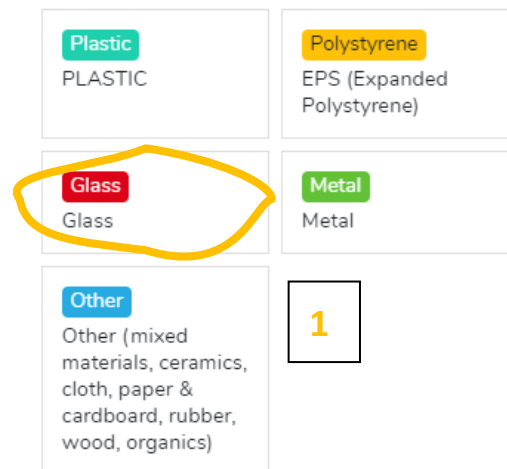 Plastic
PLASTIC
Polystyrene
EPS (Expanded
Polystyrene)
Glass
Glass
Metal
Metal
Other
Other (mixed
materials, ceramics,
cloth, paper &
cardboard, rubber,
wood, organics)
1